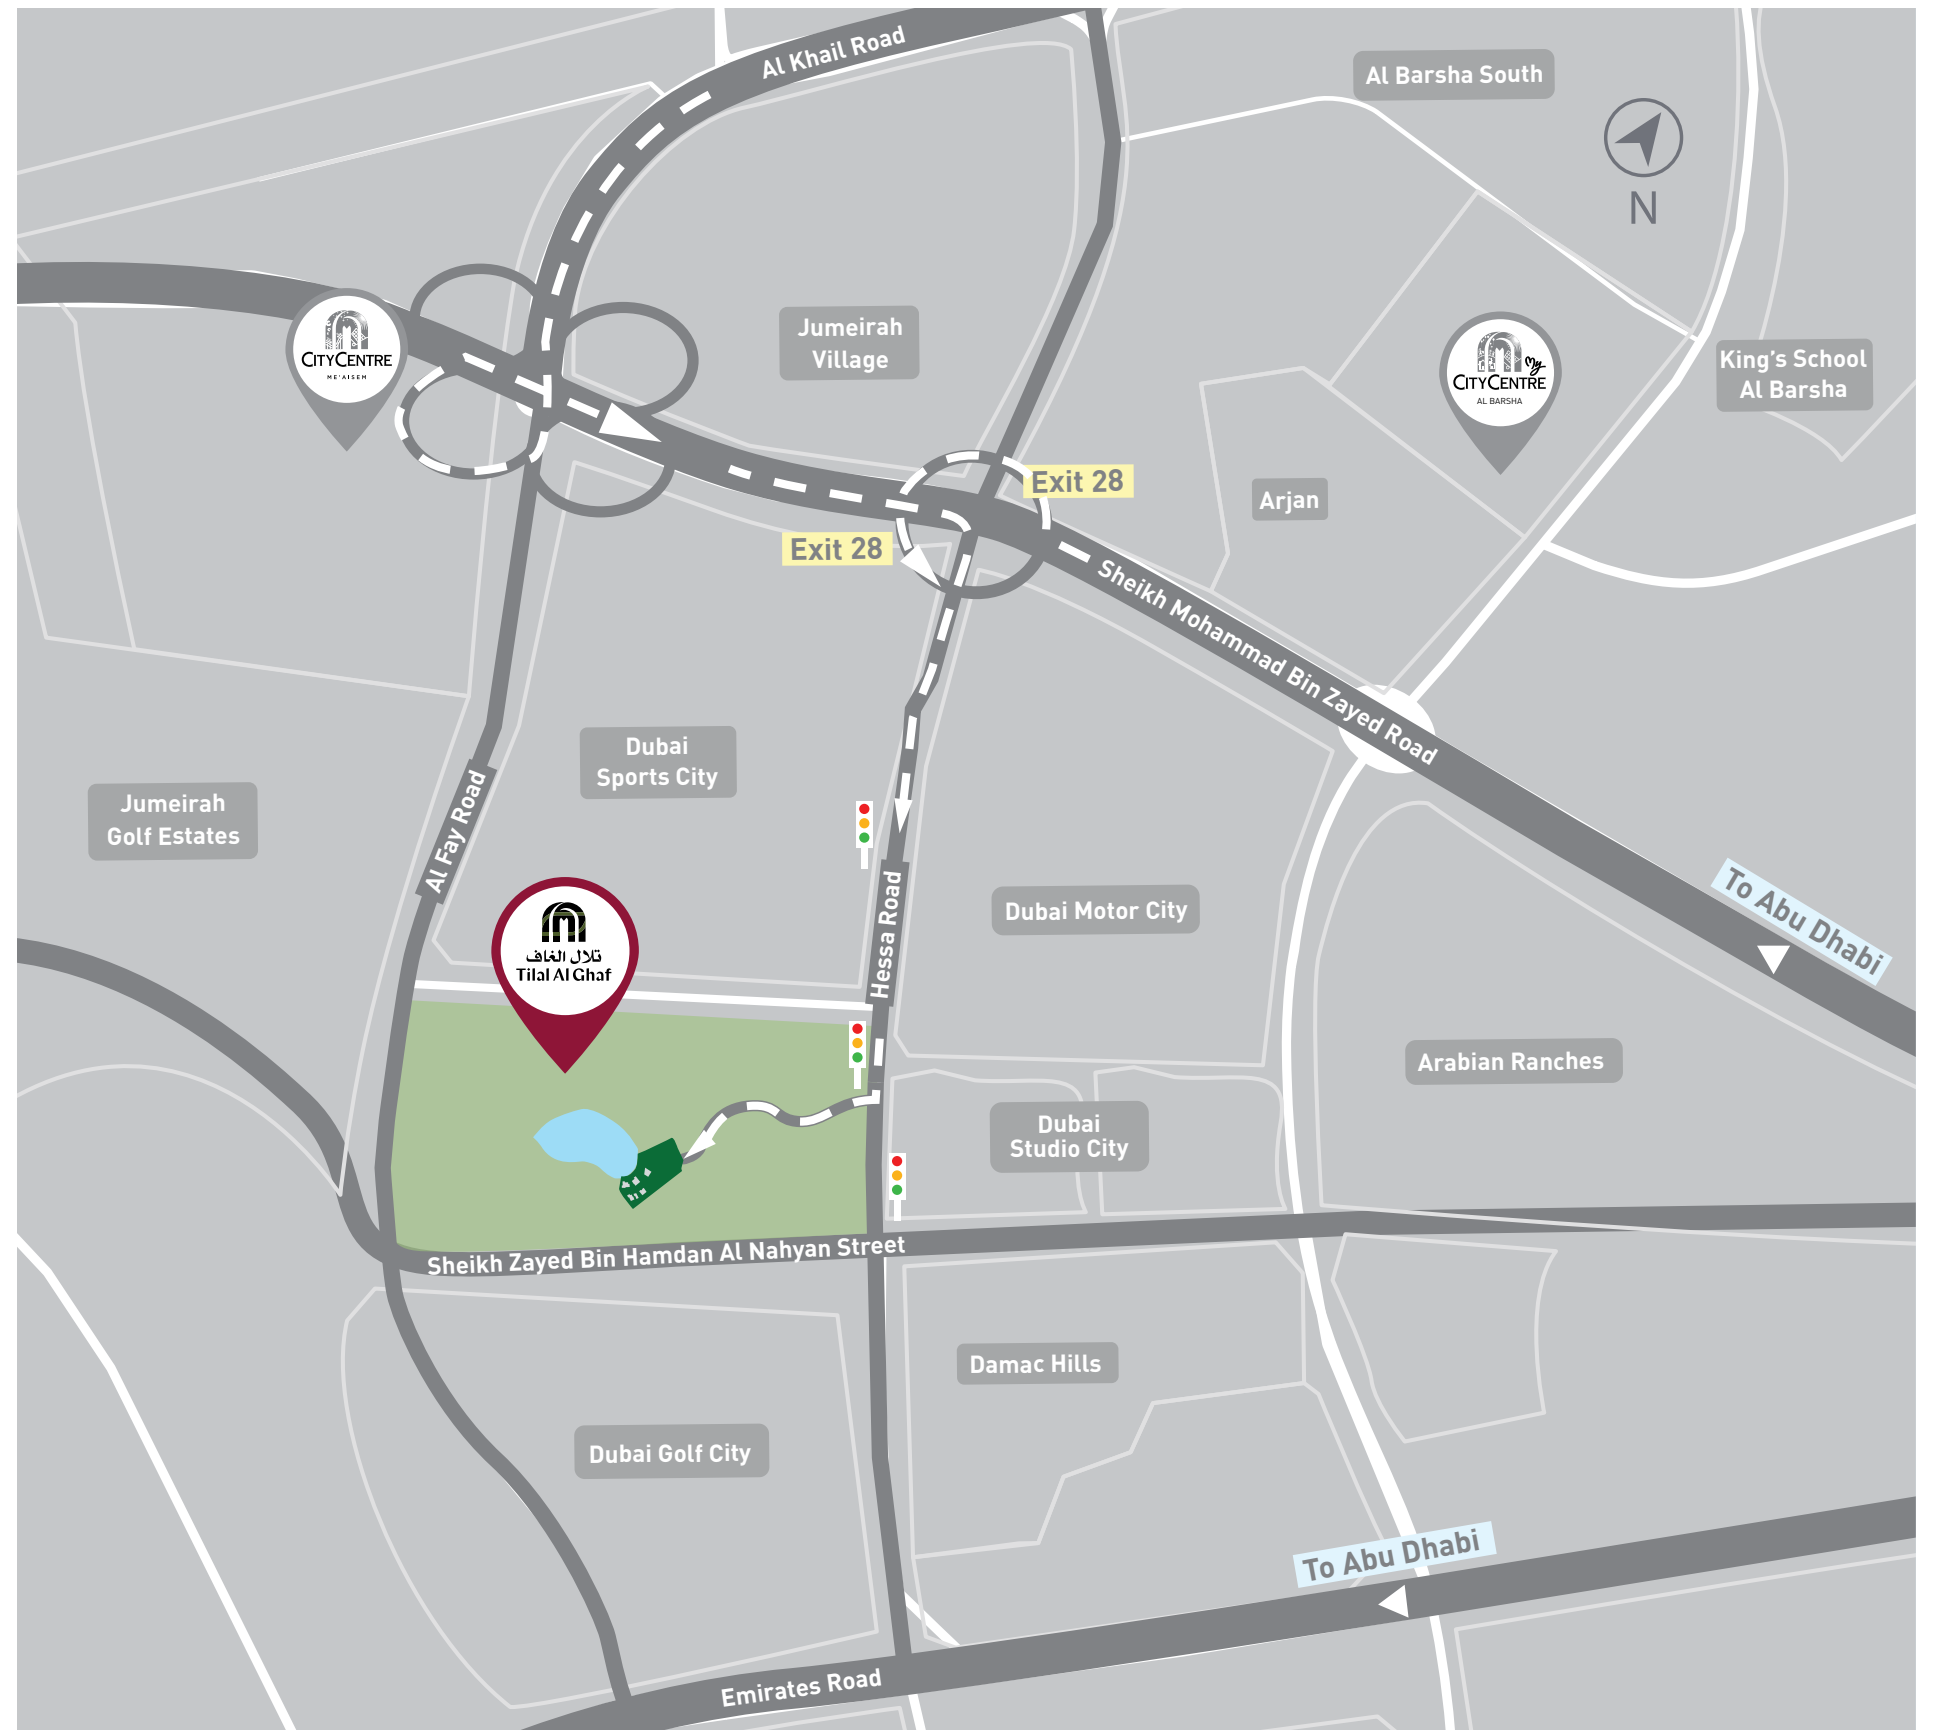 Al Khail Road
Al Barsha South
N
CITY CENTRE
ME'AISEM
Jumeirah
Village
My
CITY CENTRE
AL BARSHA
King's School
Al Barsha
Exit 28
Arjan
Exit 28
Sheikh Mohammad Bin Zayed Road
Dubai
Sports City
Jumeirah
Golf Estates
Al Fay Road
Hessa Road
Dubai Motor City
To Abu Dhabi
تلال الغاف
Tilal Al Ghaf
Arabian Ranches
Dubai
Studio City
Sheikh Zayed Bin Hamdan Al Nahyan Street
Damac Hills
Dubai Golf City
To Abu Dhabi
Emirates Road